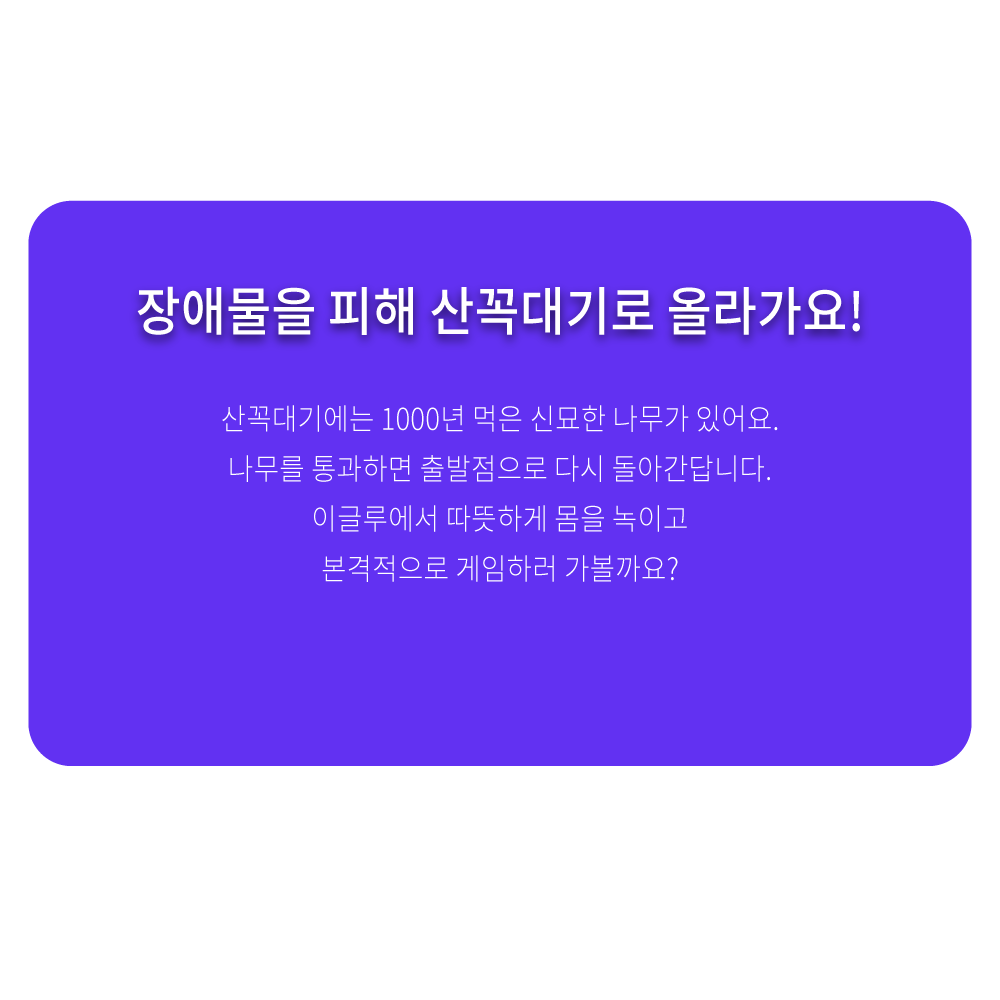 장애물을 피해 산꼭대기로 올라가요!
산꼭대기에는 1000년 먹은 신묘한 나무가 있어요.
나무를 통과하면 출발점으로 다시 돌아간답니다.
이글루에서 따뜻하게 몸을 녹이고
본격적으로 게임하러 가볼까요?